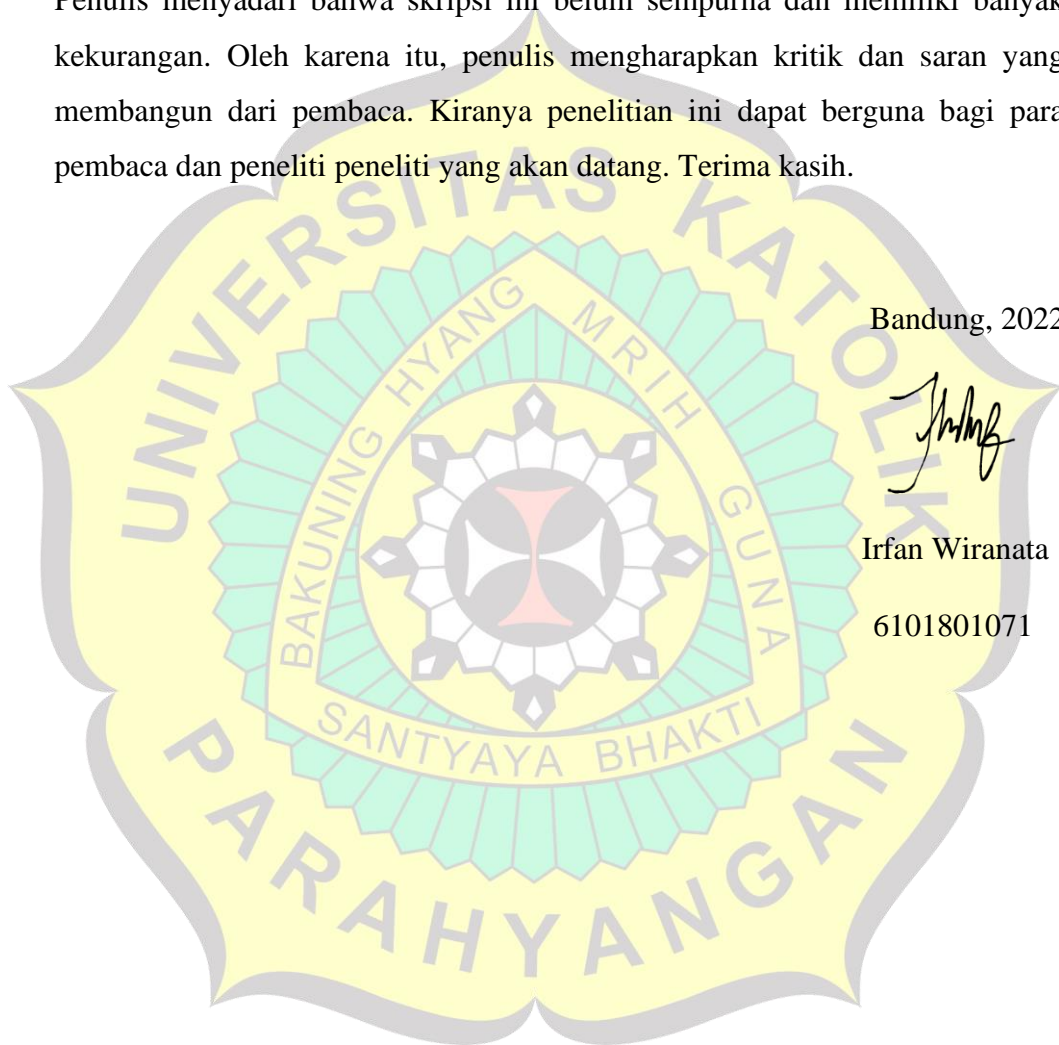 Penulis menyadari bahwa skripsi ini belum sempurna dan memiliki banyak
kekurangan. Oleh karena itu, penulis mengharapkan kritik dan saran yang
membangun dari pembaca. Kiranya penelitian ini dapat berguna bagi para
pembaca dan peneliti peneliti yang akan datang. Terima kasih.
UNIVERSITAS KATOLIK
BAKUNING HYANG MRIH GUNA
SANTYAYA BHAKTI
PARAHYANGAN
Bandung, 2022
Irfan Wiranata
6101801071